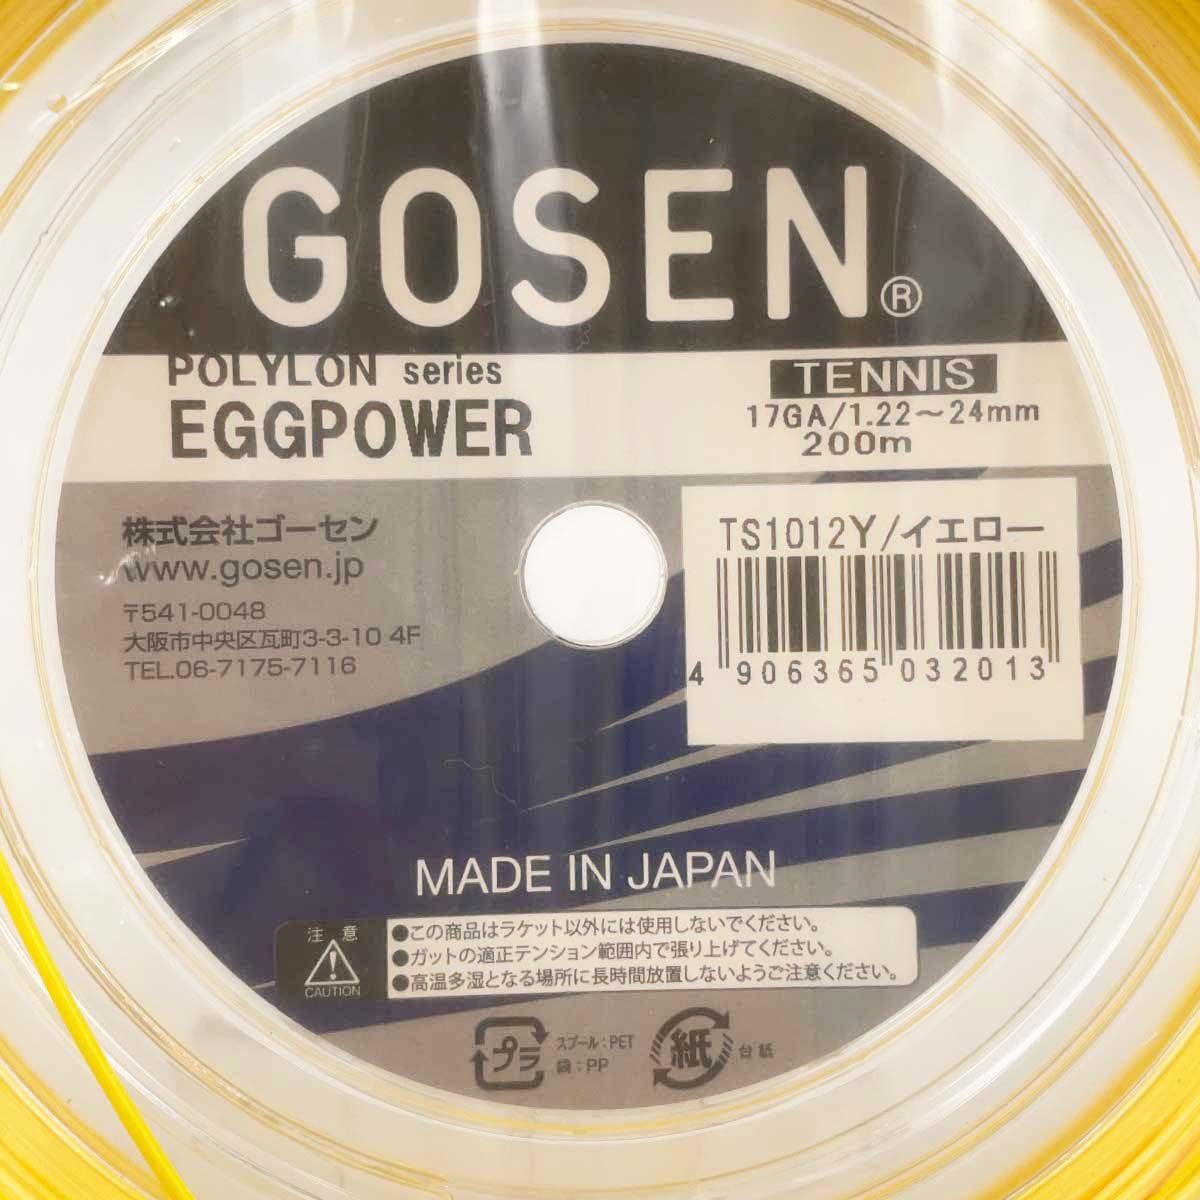 GOSEN®
POLYLON series
EGGPOWER
TENNIS
17GA/1.22～24mm
200m
株式会社ゴーセン
www.gosen.jp
〒541-0048
大阪市中央区瓦町3-3-10 4F
TEL.06-7175-7116
TS1012Y/イエロー
4 906365 032013
MADE IN JAPAN
注 意
CAUTION
●この商品はラケット以外には使用しないでください。
●ガットの適正テンション範囲内で張り上げてください。
●高温多湿となる場所に長時間放置しないようご注意ください。
プラ
スプール:PET
袋:PP
紙
台紙